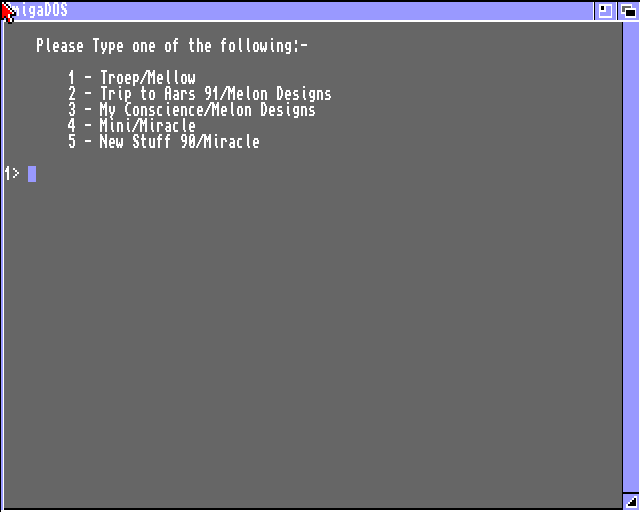 migaDOS
Please Type one of the following:-
1 - Troep/Mellow
2 - Trip to Aars 91/Melon Designs
3 - My Conscience/Melon Designs
4 - Mini/Miracle
5 - New Stuff 90/Miracle
1>